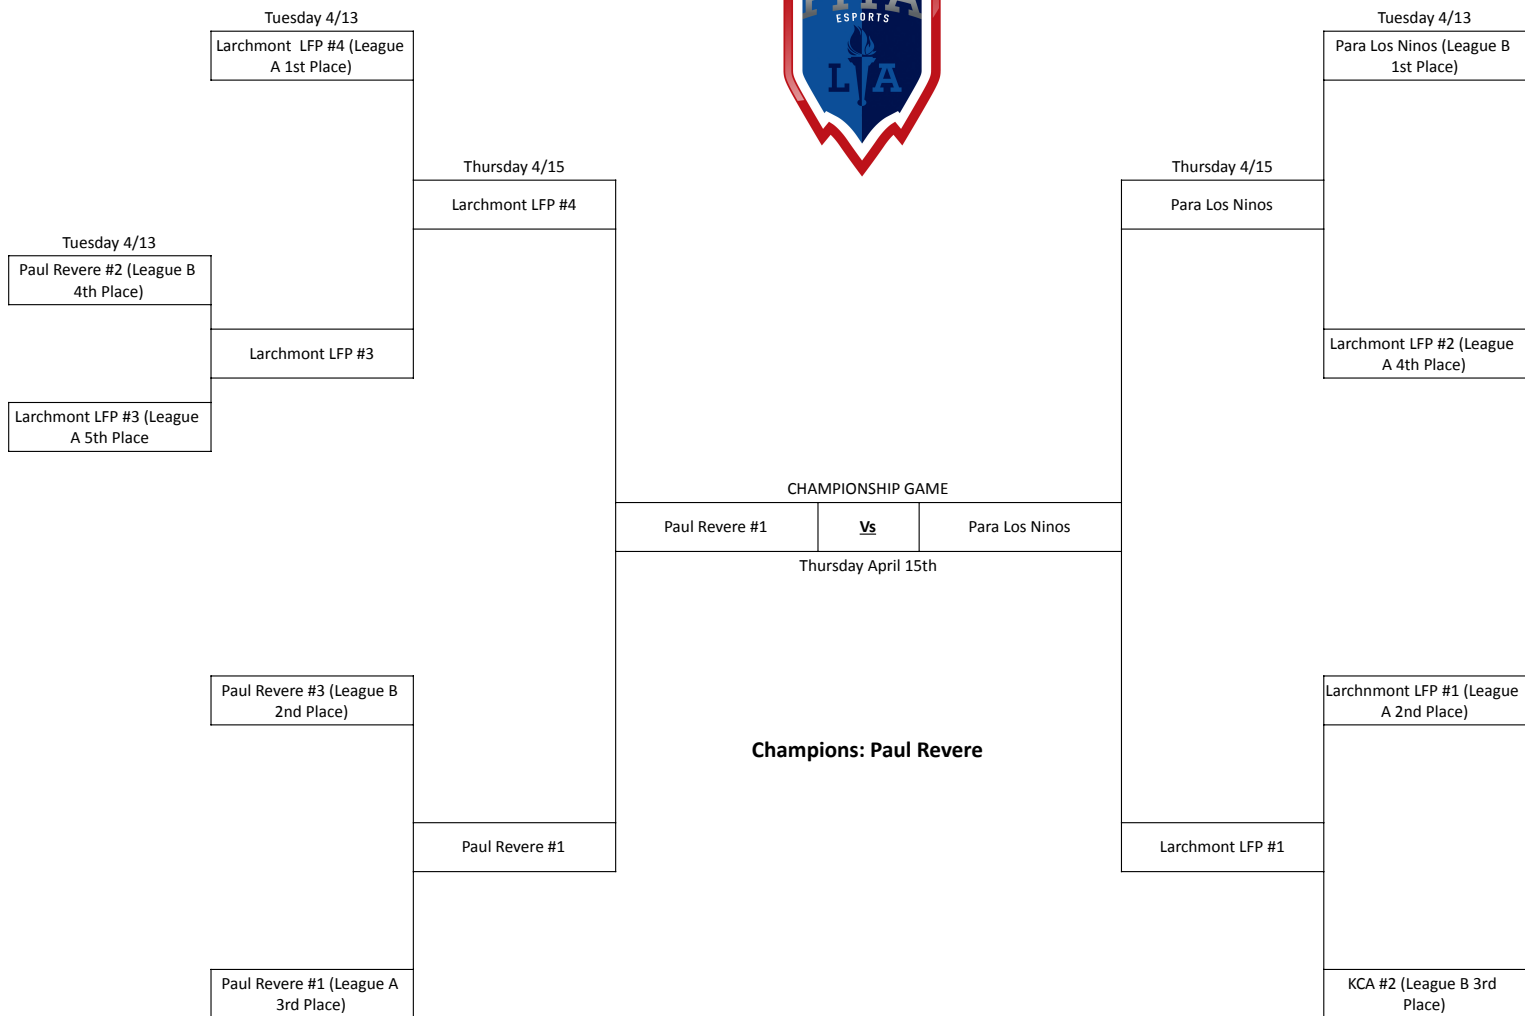 Tuesday 4/13
Larchmont LFP #4 (League
A 1st Place)
ESPORTS
L A
Tuesday 4/13
Para Los Ninos (League B
1st Place)
Thursday 4/15
Larchmont LFP #4
Thursday 4/15
Para Los Ninos
Tuesday 4/13
Paul Revere #2 (League B
4th Place)
Larchmont LFP #3
Larchmont LFP #2 (League
A 4th Place)
Larchmont LFP #3 (League
A 5th Place
CHAMPIONSHIP GAME
Paul Revere #1
Vs
Para Los Ninos
Thursday April 15th
Paul Revere #3 (League B
2nd Place)
Larchnmont LFP #1 (League
A 2nd Place)
Champions: Paul Revere
Paul Revere #1
Larchmont LFP #1
Paul Revere #1 (League A
3rd Place)
KCA #2 (League B 3rd
Place)